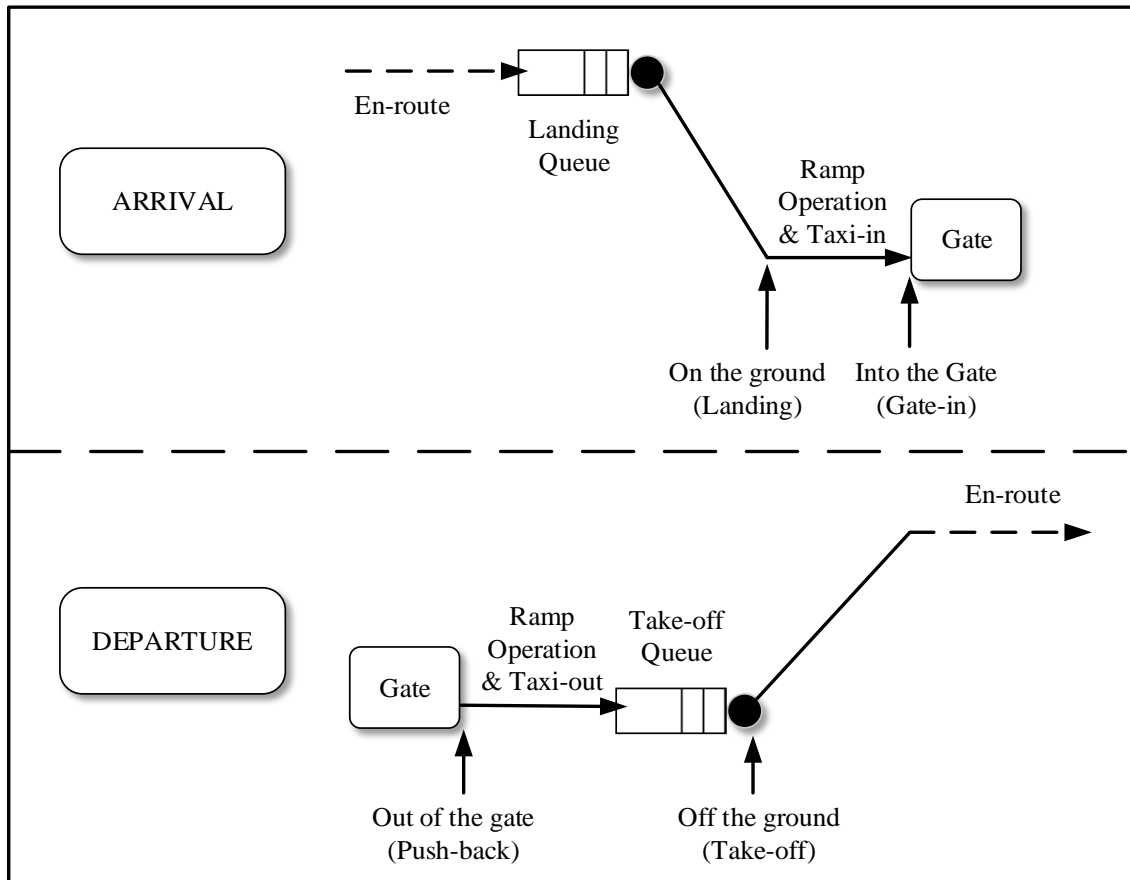 En-route
Landing
Queue
ARRIVAL
Ramp
Operation
& Taxi-in
Gate
On the ground
(Landing)
Into the Gate
(Gate-in)
En-route
DEPARTURE
Gate
Ramp
Operation
& Taxi-out
Take-off
Queue
Out of the gate
(Push-back)
Off the ground
(Take-off)